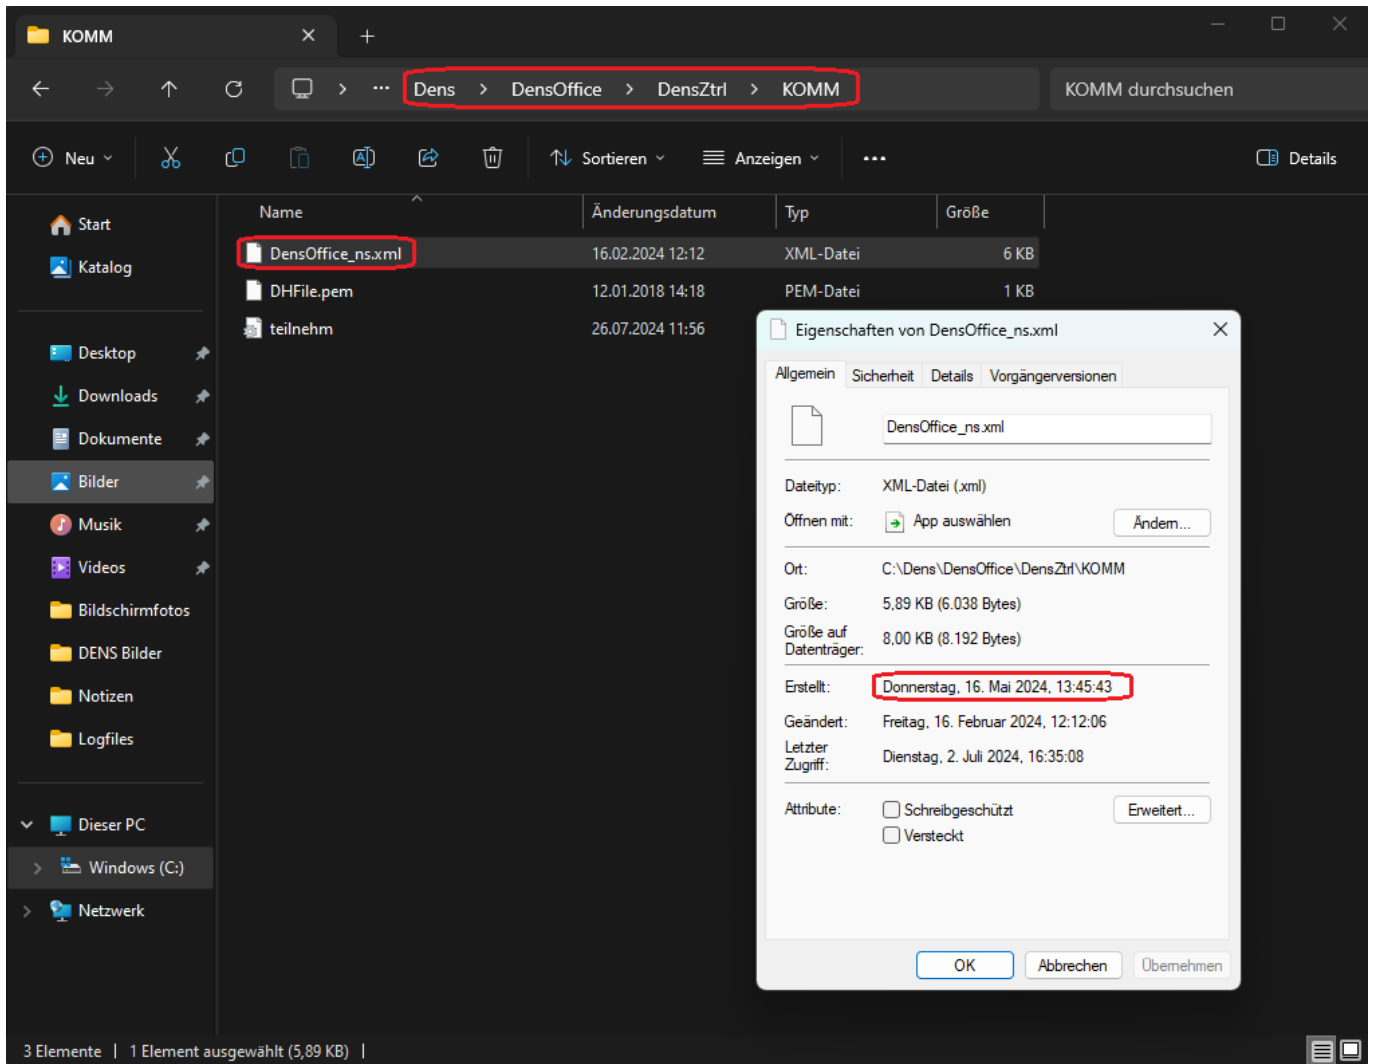 KOMM
Dens > DensOffice > DensZtrl > KOMM
KOMM durchsuchen
Neu
Sortieren
Anzeigen
Details
Name Änderungsdatum Typ Größe
DensOffice_ns.xml 16.02.2024 12:12 XML-Datei 6 KB
DHFile.pem 12.01.2018 14:18 PEM-Datei 1 KB
teilnehm 26.07.2024 11:56
Start
Katalog
Desktop
Downloads
Dokumente
Bilder
Musik
Videos
Bildschirmfotos
DENS Bilder
Notizen
Logfiles
Dieser PC
Windows (C:)
Netzwerk
Eigenschaften von DensOffice_ns.xml
Allgemein Sicherheit Details Vorgängerversionen
DensOffice_ns.xml
Dateityp: XML-Datei (.xml)
Öffnen mit: App auswählen Ändern...
Ort: C:\Dens\DensOffice\DensZtrl\KOMM
Größe: 5,89 KB (6.038 Bytes)
Größe auf
Datenträger: 8,00 KB (8.192 Bytes)
Erstellt: Donnerstag, 16. Mai 2024, 13:45:43
Geändert: Freitag, 16. Februar 2024, 12:12:06
Letzter
Zugriff: Dienstag, 2. Juli 2024, 16:35:08
Attribute: Schreibgeschützt Erweitert...
Versteckt
OK Abbrechen Übernehmen
3 Elemente | 1 Element ausgewählt (5,89 KB) |